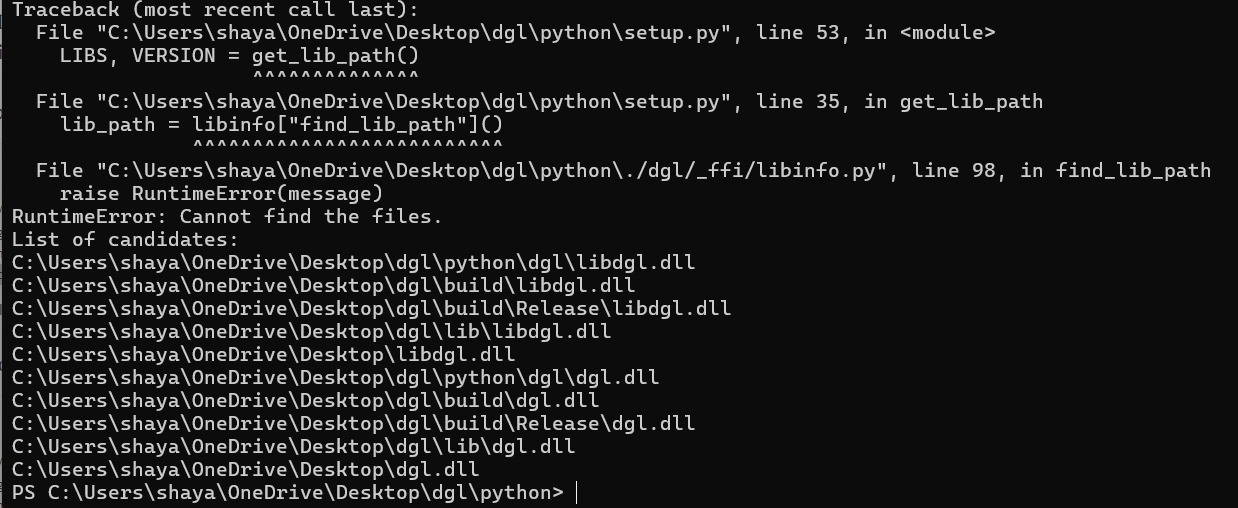 Traceback (most recent call last):
  File "C:\Users\shaya\OneDrive\Desktop\dgl\python\setup.py", line 53, in <module>
    LIBS, VERSION = get_lib_path()
                    ^^^^^^^^^^^^^^
  File "C:\Users\shaya\OneDrive\Desktop\dgl\python\setup.py", line 35, in get_lib_path
    lib_path = libinfo["find_lib_path"]()
               ^^^^^^^^^^^^^^^^^^^^^^^^^^
  File "C:\Users\shaya\OneDrive\Desktop\dgl\python\./dgl/_ffi/libinfo.py", line 98, in find_lib_path
    raise RuntimeError(message)
RuntimeError: Cannot find the files.
List of candidates:
C:\Users\shaya\OneDrive\Desktop\dgl\python\dgl\libdgl.dll
C:\Users\shaya\OneDrive\Desktop\dgl\build\libdgl.dll
C:\Users\shaya\OneDrive\Desktop\dgl\build\Release\libdgl.dll
C:\Users\shaya\OneDrive\Desktop\dgl\lib\libdgl.dll
C:\Users\shaya\OneDrive\Desktop\libdgl.dll
C:\Users\shaya\OneDrive\Desktop\dgl\python\dgl\dgl.dll
C:\Users\shaya\OneDrive\Desktop\dgl\build\dgl.dll
C:\Users\shaya\OneDrive\Desktop\dgl\build\Release\dgl.dll
C:\Users\shaya\OneDrive\Desktop\dgl\lib\dgl.dll
C:\Users\shaya\OneDrive\Desktop\dgl.dll
PS C:\Users\shaya\OneDrive\Desktop\dgl\python>